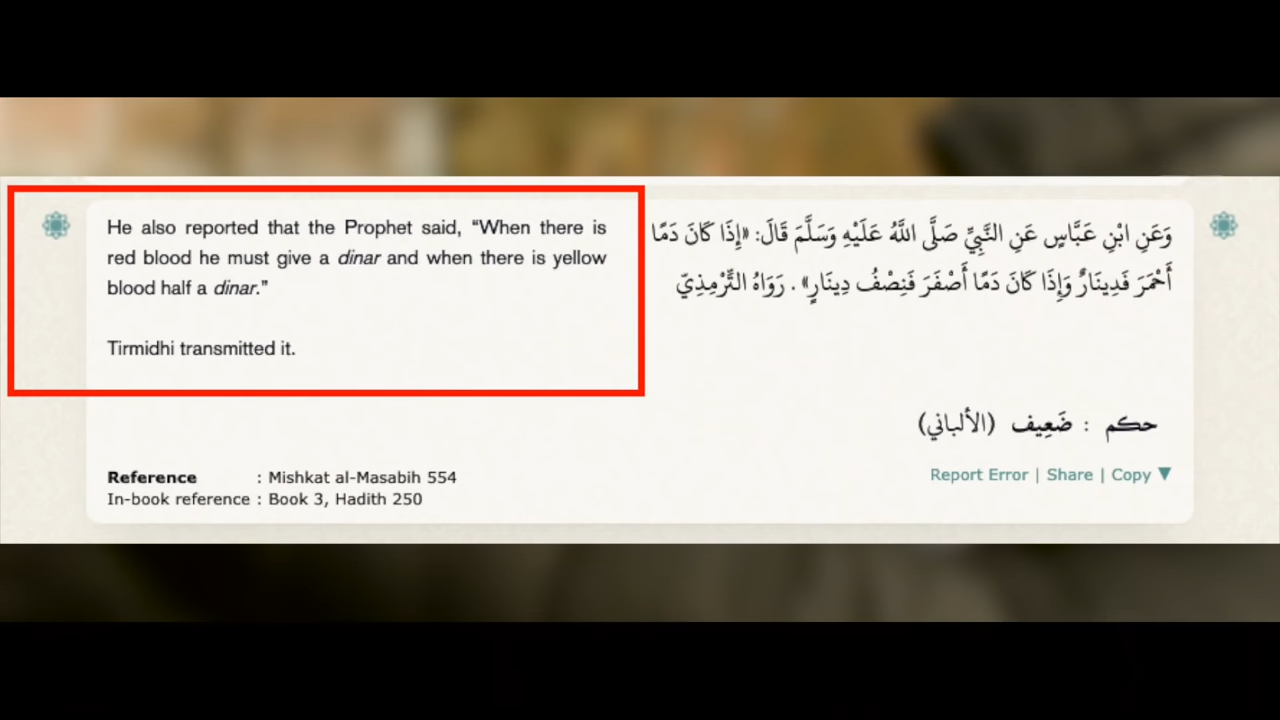 He also reported that the Prophet said, “When there is
red blood he must give a dinar and when there is yellow
blood half a dinar.”
Tirmidhi transmitted it.
وَعَنِ ابْنِ عَبَّاسٍ عَنِ النَّبِيِّ صَلَّى اللَّهُ عَلَيْهِ وَسَلَّمَ قَالَ: «إِذَا كَانَ دَمًا
أَحْمَرَ فَدِينَارٌ وَإِذَا كَانَ دَمًا أَصْفَرَ فَنِصْفُ دِينَارٍ» . رَوَاهُ التِّرْمِذِيّ
حكم : ضَعِيف (الألباني)
Reference : Mishkat al-Masabih 554
In-book reference : Book 3, Hadith 250
Report Error | Share | Copy ▼